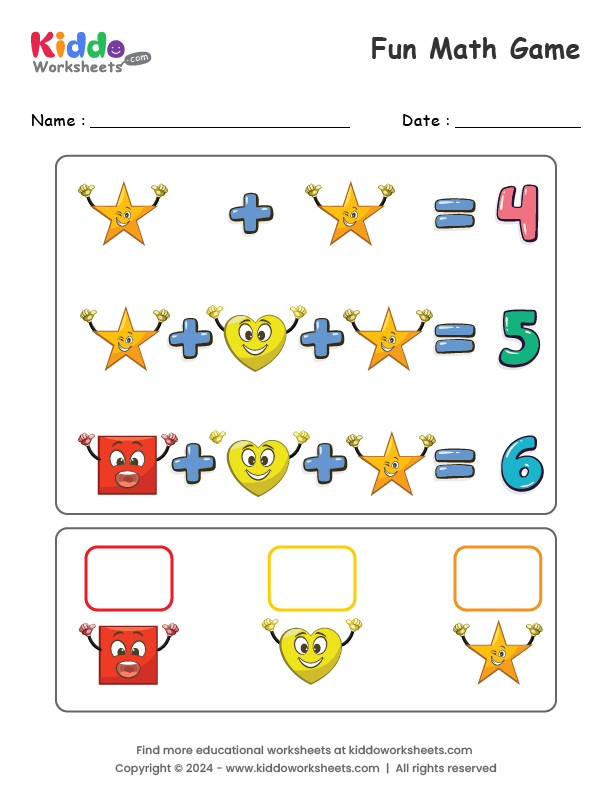 Kiddo
Worksheets.com
Fun Math Game
Name : Date :
+ = 4
+ + = 5
+ + = 6
Find more educational worksheets at kiddoworksheets.com
Copyright © 2024 - www.kiddoworksheets.com | All rights reserved